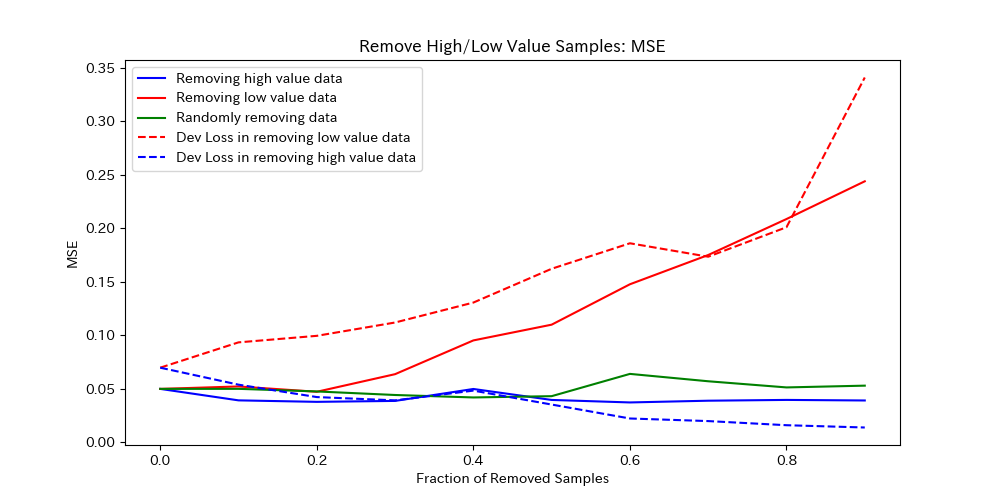 Remove High/Low Value Samples: MSE
Removing high value data
Removing low value data
Randomly removing data
Dev Loss in removing low value data
Dev Loss in removing high value data
MSE
0.35
0.30
0.25
0.20
0.15
0.10
0.05
0.00
0.0 0.2 0.4 0.6 0.8
Fraction of Removed Samples